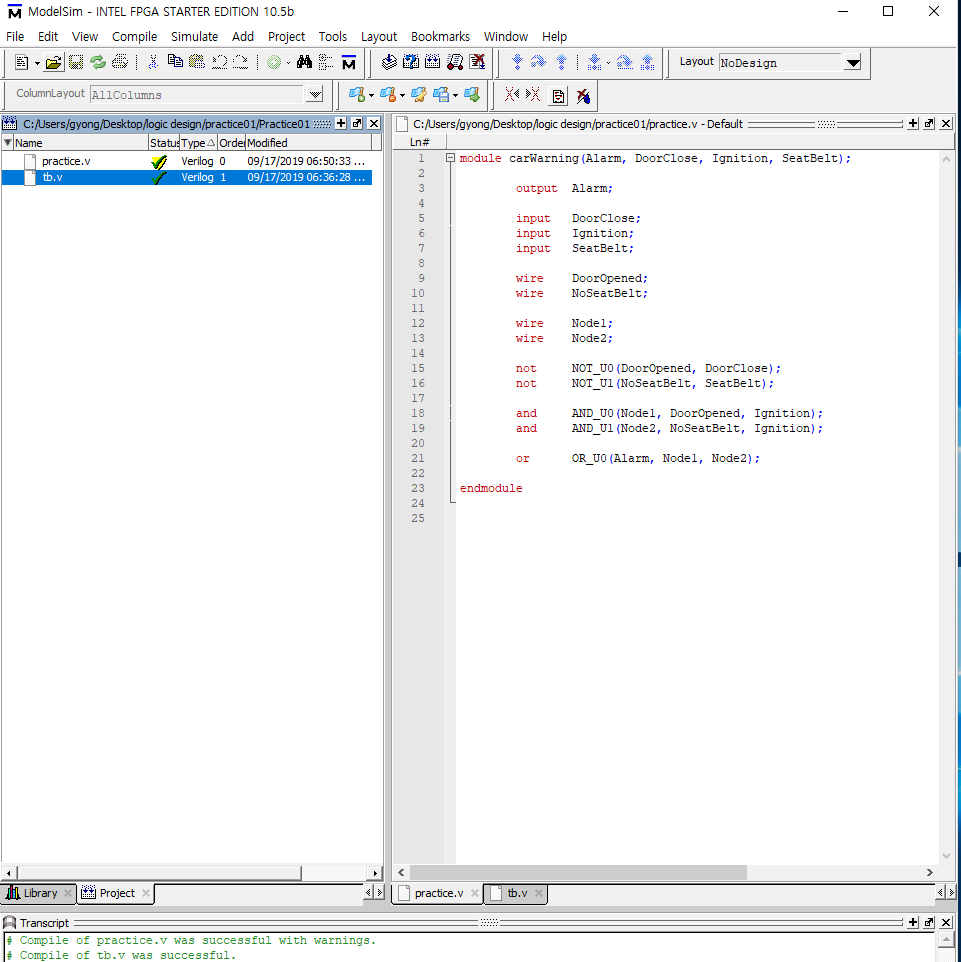 ModelSim - INTEL FPGA STARTER EDITION 10.5b
File Edit View Compile Simulate Add Project Tools Layout Bookmarks Window Help
Layout NoDesign
ColumnLayout AllColumns
C:/Users/gyong/Desktop/logic design/practice01/Practice01
Name Status Type Order Modified
practice.v Verilog 0 09/17/2019 06:50:33 ...
tb.v Verilog 1 09/17/2019 06:36:28 ...
Library Project
C:/Users/gyong/Desktop/logic design/practice01/practice.v - Default
Ln#
1 module carWarning(Alarm, DoorClose, Ignition, SeatBelt);
2
3 output Alarm;
4
5 input DoorClose;
6 input Ignition;
7 input SeatBelt;
8
9 wire DoorOpened;
10 wire NoSeatBelt;
11
12 wire Node1;
13 wire Node2;
14
15 not NOT_U0(DoorOpened, DoorClose);
16 not NOT_U1(NoSeatBelt, SeatBelt);
17
18 and AND_U0(Node1, DoorOpened, Ignition);
19 and AND_U1(Node2, NoSeatBelt, Ignition);
20
21 or OR_U0(Alarm, Node1, Node2);
22
23 endmodule
24
25
practice.v tb.v
Transcript
# Compile of practice.v was successful with warnings.
# Compile of tb.v was successful.